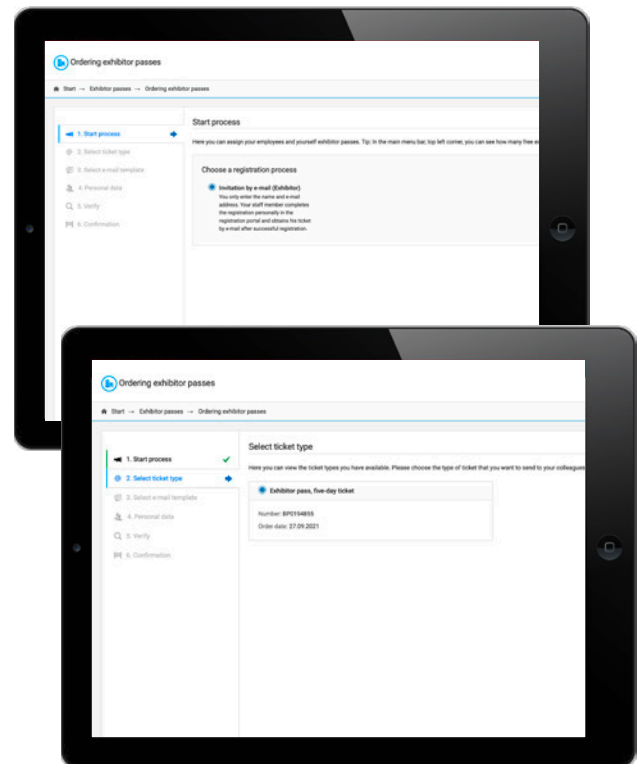 Ordering exhibitor passes
Start → Exhibitor passes → Ordering exhibitor passes
Start process
1. Start process
Here you can assign your employees and yourself exhibitor passes. Tip: In the main menu bar, top left corner, you can see how many free
2. Select ticket type
3. Select e-mail template
4. Personal data
5. Verify
6. Confirmation
Choose a registration process
Invitation by e-mail (Exhibitor)
You only enter the name and e-mail
address. Your staff member completes
the registration personally in the
registration portal and obtains his ticket
by e-mail after successful registration.
Ordering exhibitor passes
Start → Exhibitor passes → Ordering exhibitor passes
Select ticket type
1. Start process
Here you can view the ticket types you have available. Please choose the type of ticket that you want to send to your colleagues
2. Select ticket type
3. Select e-mail template
4. Personal data
5. Verify
6. Confirmation
Exhibitor pass, five-day ticket
Number: BP0104855
Order date: 27.09.2021